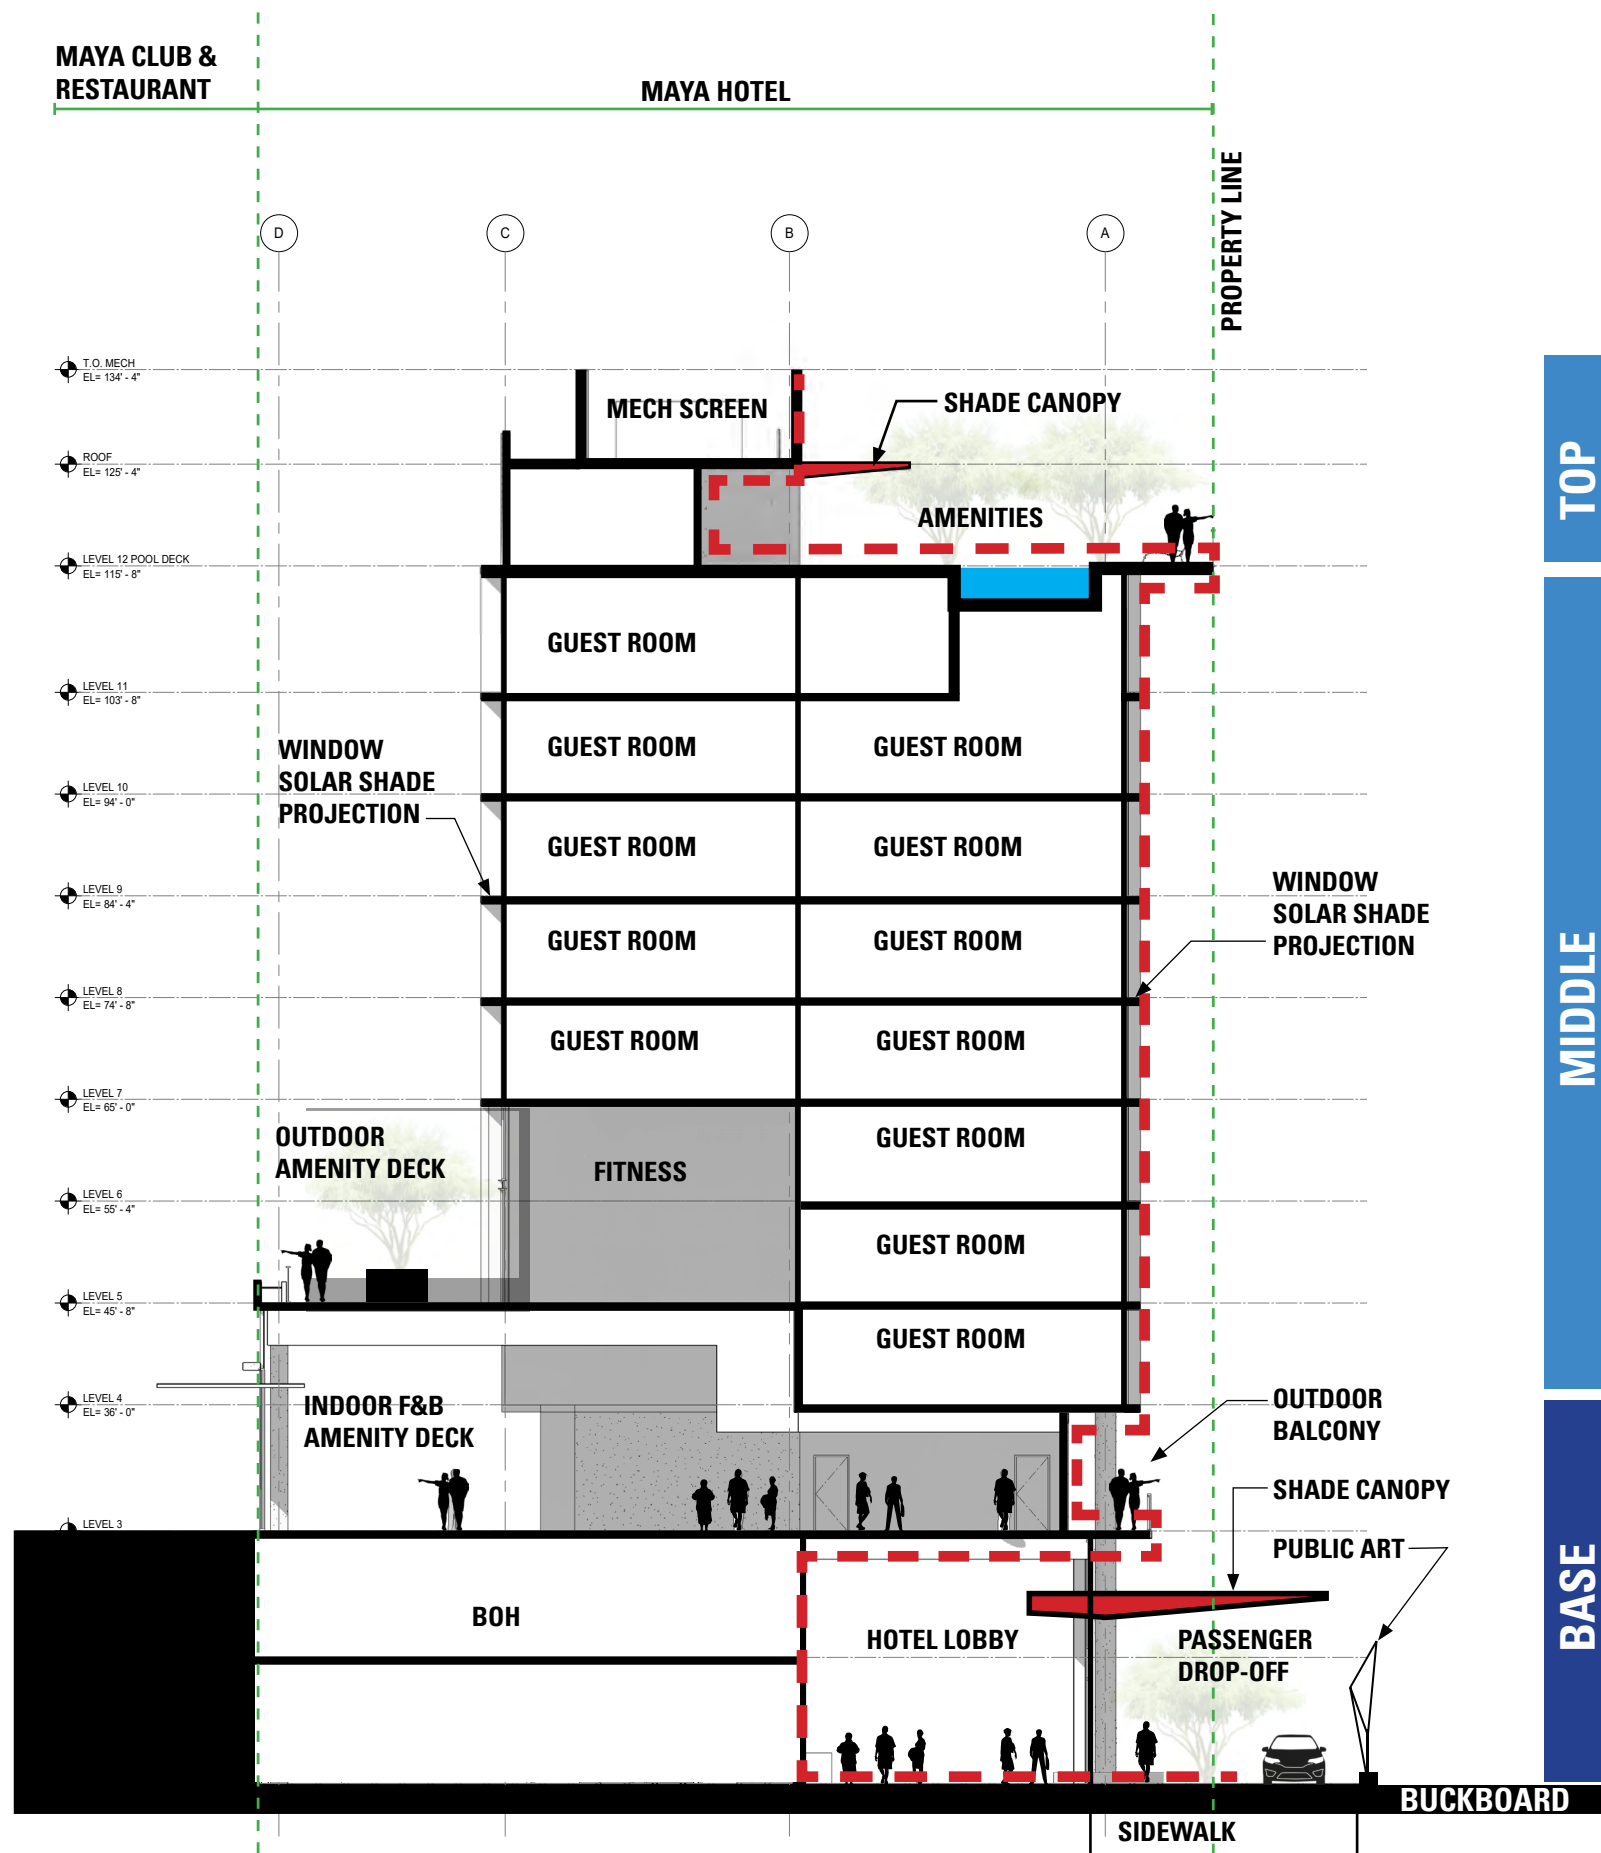 MAYA CLUB &
RESTAURANT
MAYA HOTEL
PROPERTY LINE
D
C
B
A
T.O. MECH
EL= 134' - 4"
MECH SCREEN
SHADE CANOPY
ROOF
EL= 125' - 4"
AMENITIES
TOP
LEVEL 12 POOL DECK
EL= 115' - 8"
GUEST ROOM
LEVEL 11
EL= 103' - 8"
WINDOW
SOLAR SHADE
PROJECTION
GUEST ROOM
GUEST ROOM
LEVEL 10
EL= 94' - 0"
GUEST ROOM
GUEST ROOM
LEVEL 9
EL= 84' - 4"
WINDOW
SOLAR SHADE
PROJECTION
GUEST ROOM
GUEST ROOM
MIDDLE
LEVEL 8
EL= 74' - 8"
GUEST ROOM
GUEST ROOM
LEVEL 7
EL= 65' - 0"
OUTDOOR
AMENITY DECK
FITNESS
GUEST ROOM
LEVEL 6
EL= 55' - 4"
GUEST ROOM
LEVEL 5
EL= 45' - 8"
GUEST ROOM
LEVEL 4
EL= 36' - 0"
INDOOR F&B
AMENITY DECK
OUTDOOR
BALCONY
SHADE CANOPY
LEVEL 3
PUBLIC ART
BASE
BOH
HOTEL LOBBY
PASSENGER
DROP-OFF
BUCKBOARD
SIDEWALK